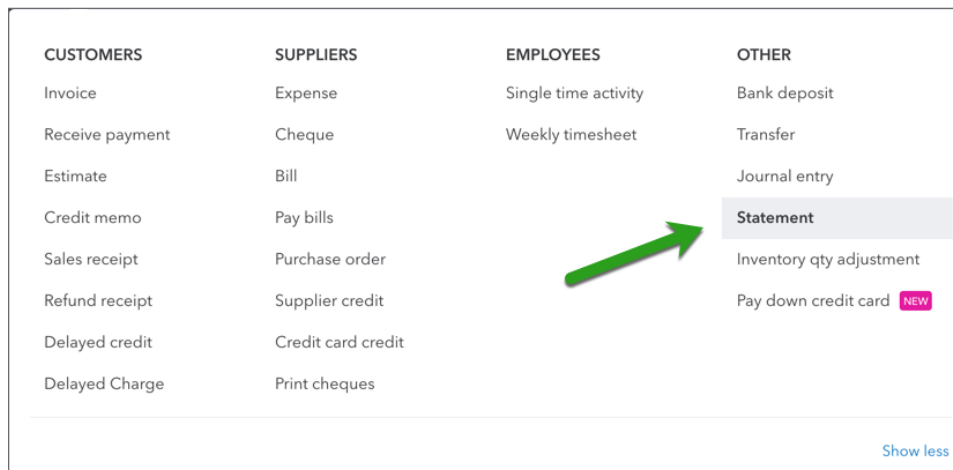 CUSTOMERS
Invoice
Receive payment
Estimate
Credit memo
Sales receipt
Refund receipt
Delayed credit
Delayed Charge
SUPPLIERS
Expense
Cheque
Bill
Pay bills
Purchase order
Supplier credit
Credit card credit
Print cheques
EMPLOYEES
Single time activity
Weekly timesheet
OTHER
Bank deposit
Transfer
Journal entry
Statement
Inventory qty adjustment
Pay down credit card NEW
Show less